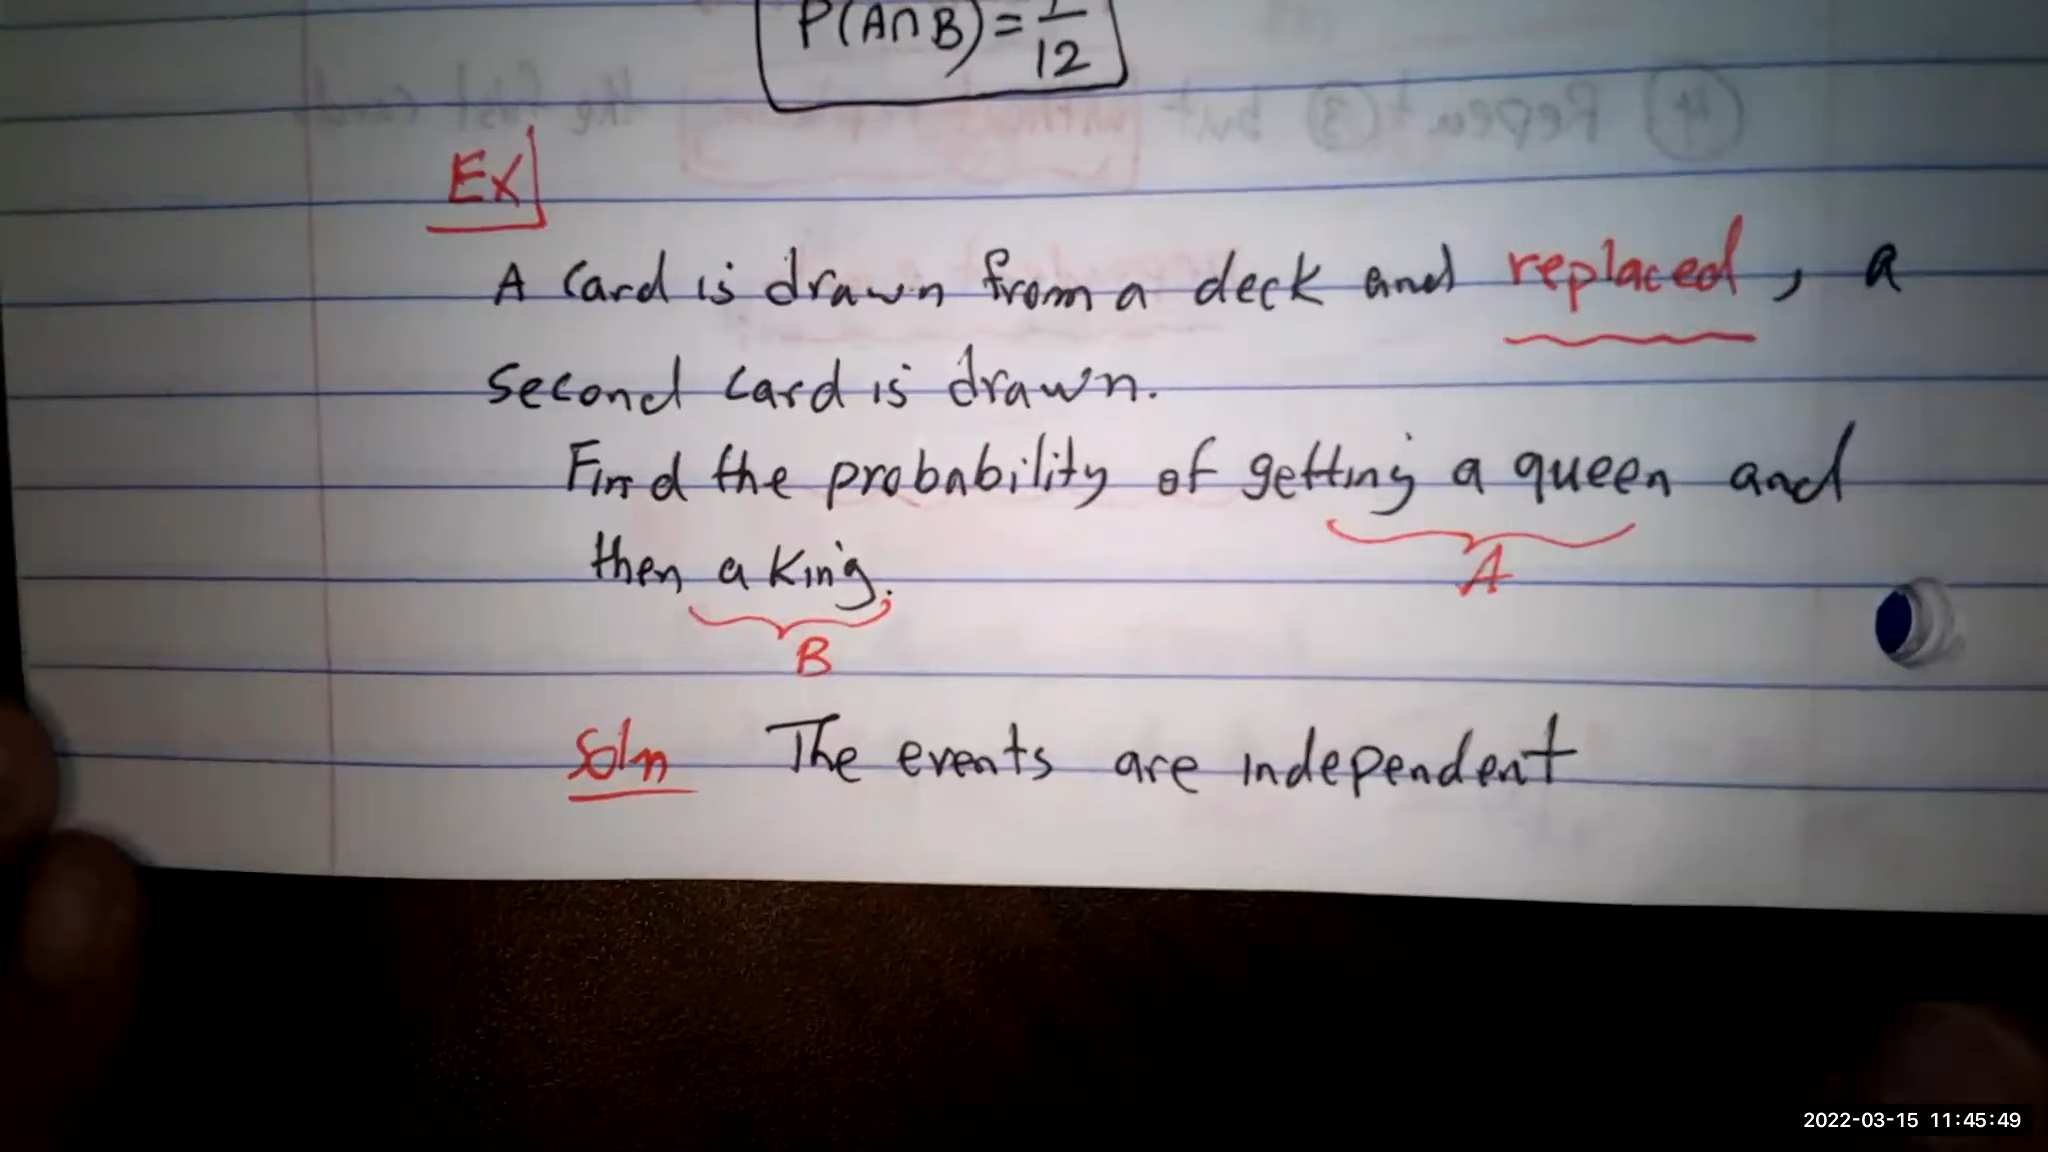 P(A∩B)=1/12
Ex
A card is drawn from a deck and replaced, a
second card is drawn.
Find the probability of getting a queen and
A
then a king.
B
Soln The events are independent
2022-03-15 11:45:49